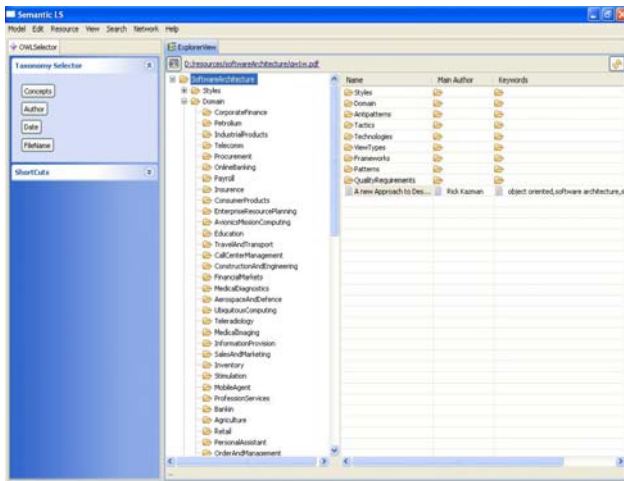 Semantic LS
Model Edit Resource View Search Network Help
OWLSelector
Taxonomy Selector
Concepts
Author
Date
FileName
ShortCuts
ExplorerView
D:/resources/softwareArchitecture/qw1w.pdf
SoftwareArchitecture
Styles
Domain
CorporateFinance
Petrolium
IndustrialProducts
Telecomm
Procurement
OnlineBanking
Payroll
Insurence
ConsumerProducts
EnterpriseResourcePlanning
AvionicsMissionComputing
Education
TravelAndTransport
CallCenterManagement
ConstructionAndEngineering
FinancialMarkets
MedicalDiagnostics
AerospaceAndDefence
UbiquitousComputing
Teleradiology
MedicalImaging
InformationProvision
SalesAndMarketing
Inventory
Stimulation
MobileAgent
ProfessionServices
Bankin
Agriculture
Retail
PersonalAssistant
OrderAndManagement
Name Main Author Keywords
Styles
Domain
Antipatterns
Tactics
Technologies
ViewTypes
Frameworks
Patterns
QualityRequirements
A new Approach to Des... Rick Kazman object oriented,software architecture,s